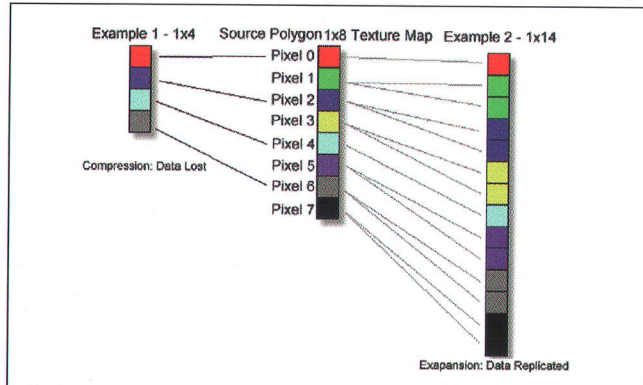 Example 1 - 1x4
Source Polygon 1x8 Texture Map
Example 2 - 1x14
Pixel 0
Pixel 1
Pixel 2
Pixel 3
Pixel 4
Pixel 5
Pixel 6
Pixel 7
Compression: Data Lost
Exapansion: Data Replicated